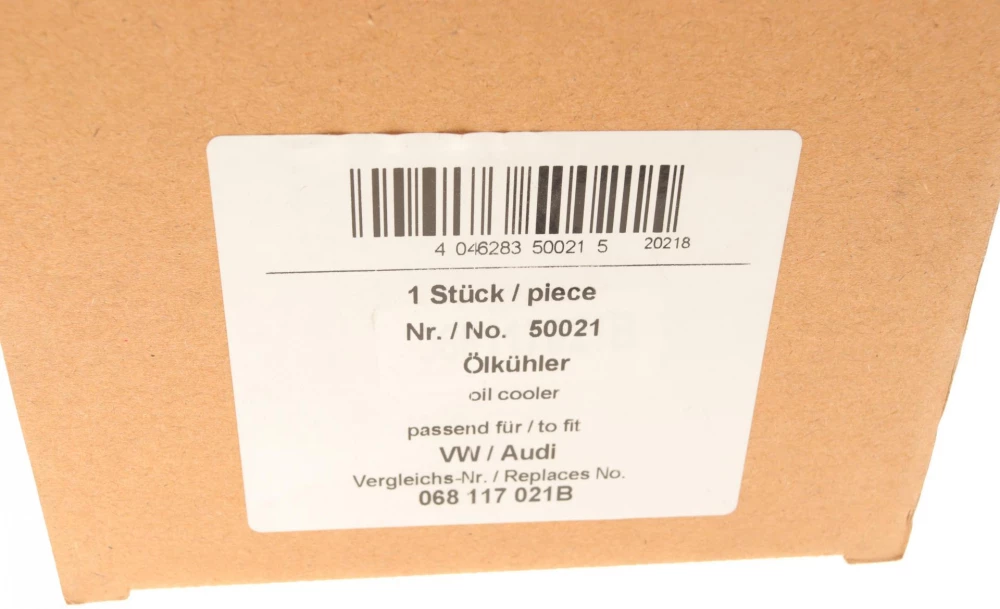 4 046283 50021 5 20218
1 Stück / piece
Nr. / No. 50021
Ölkühler
oil cooler
passend für / to fit
VW / Audi
Vergleichs-Nr. / Replaces No.
068 117 021B